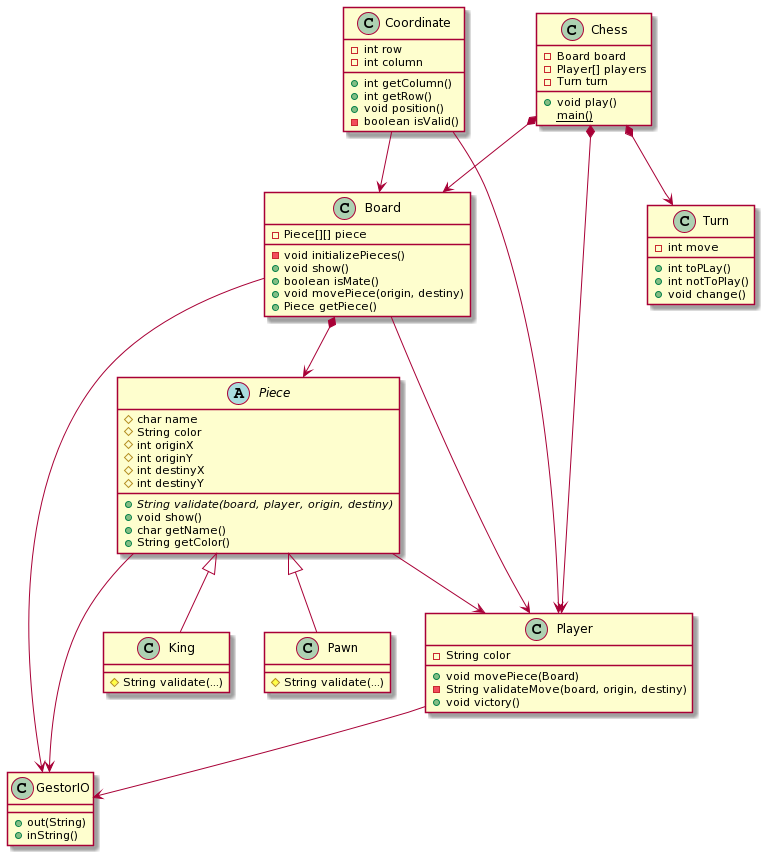 C Coordinate
int row
int column
int getColumn()
int getRow()
void position()
boolean isValid()
C Chess
Board board
Player[] players
Turn turn
void play()
main()
C Board
Piece[][] piece
void initializePieces()
void show()
boolean isMate()
void movePiece(origin, destiny)
Piece getPiece()
C Turn
int move
int toPLay()
int notToPlay()
void change()
A Piece
char name
String color
int originX
int originY
int destinyX
int destinyY
String validate(board, player, origin, destiny)
void show()
char getName()
String getColor()
C King
String validate(...)
C Pawn
String validate(...)
C Player
String color
void movePiece(Board)
String validateMove(board, origin, destiny)
void victory()
C GestorIO
out(String)
inString()